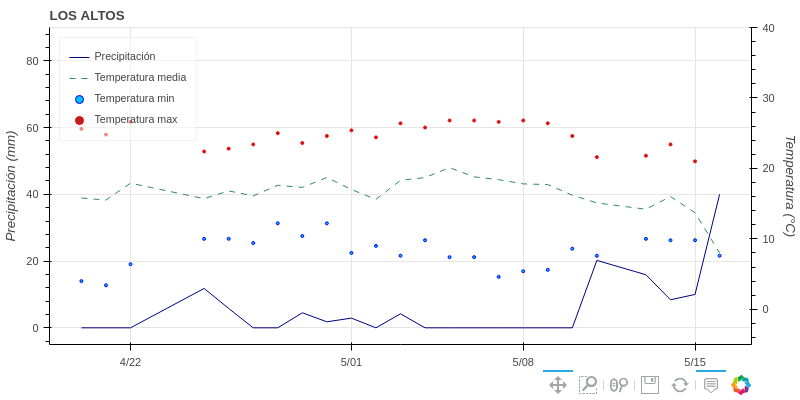 LOS ALTOS
Precipitación
Temperatura media
Temperatura min
Temperatura max
Precipitación (mm)
80
60
40
20
0
Temperatura (°C)
40
30
20
10
0
4/22
5/01
5/08
5/15